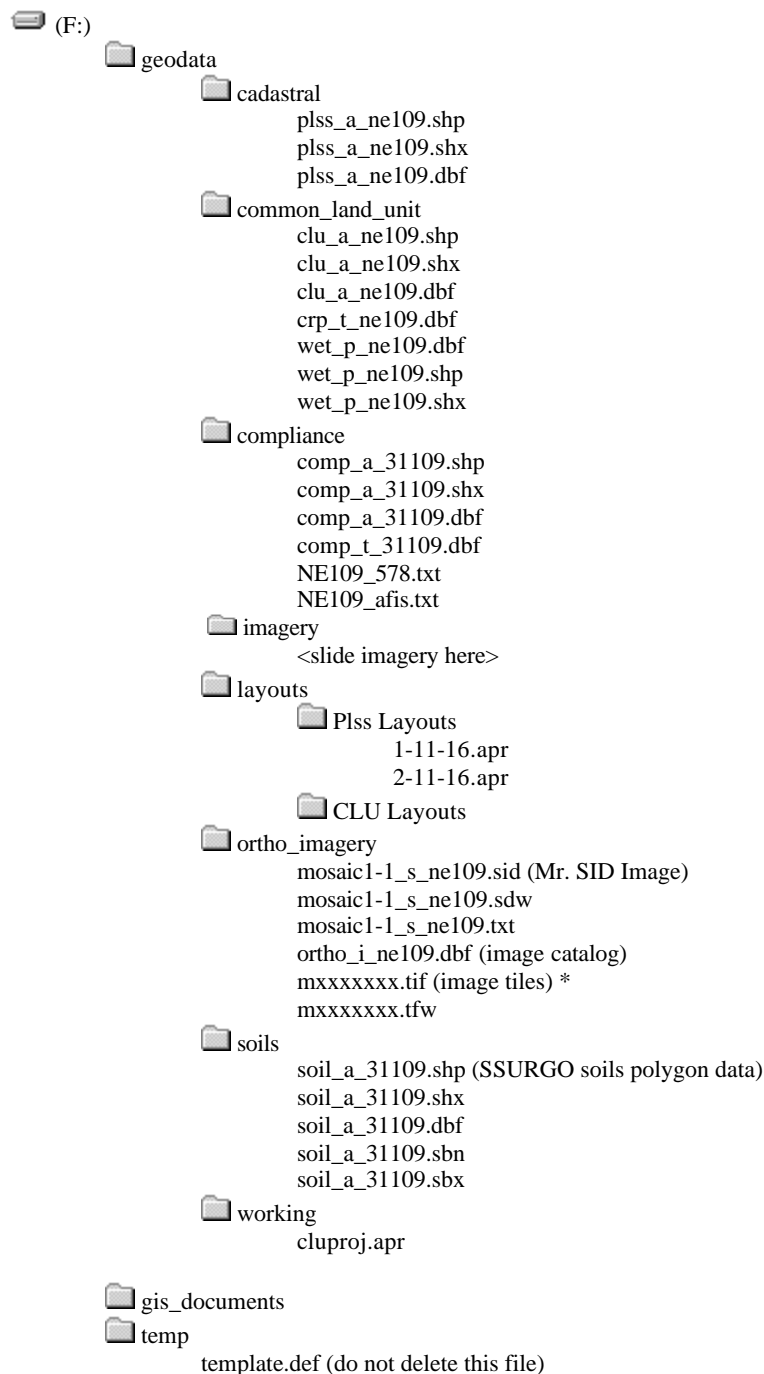 (F:)
geodata
cadastral
plss_a_ne109.shp
plss_a_ne109.shx
plss_a_ne109.dbf
common_land_unit
clu_a_ne109.shp
clu_a_ne109.shx
clu_a_ne109.dbf
crp_t_ne109.dbf
wet_p_ne109.dbf
wet_p_ne109.shp
wet_p_ne109.shx
compliance
comp_a_31109.shp
comp_a_31109.shx
comp_a_31109.dbf
comp_t_31109.dbf
NE109_578.txt
NE109_afis.txt
imagery
<slide imagery here>
layouts
Plss Layouts
1-11-16.apr
2-11-16.apr
CLU Layouts
ortho_imagery
mosaic1-1_s_ne109.sid (Mr. SID Image)
mosaic1-1_s_ne109.sdw
mosaic1-1_s_ne109.txt
ortho_i_ne109.dbf (image catalog)
mxxxxxxx.tif (image tiles) *
mxxxxxxx.tfw
soils
soil_a_31109.shp (SSURGO soils polygon data)
soil_a_31109.shx
soil_a_31109.dbf
soil_a_31109.sbn
soil_a_31109.sbx
working
cluproj.apr
gis_documents
temp
template.def (do not delete this file)